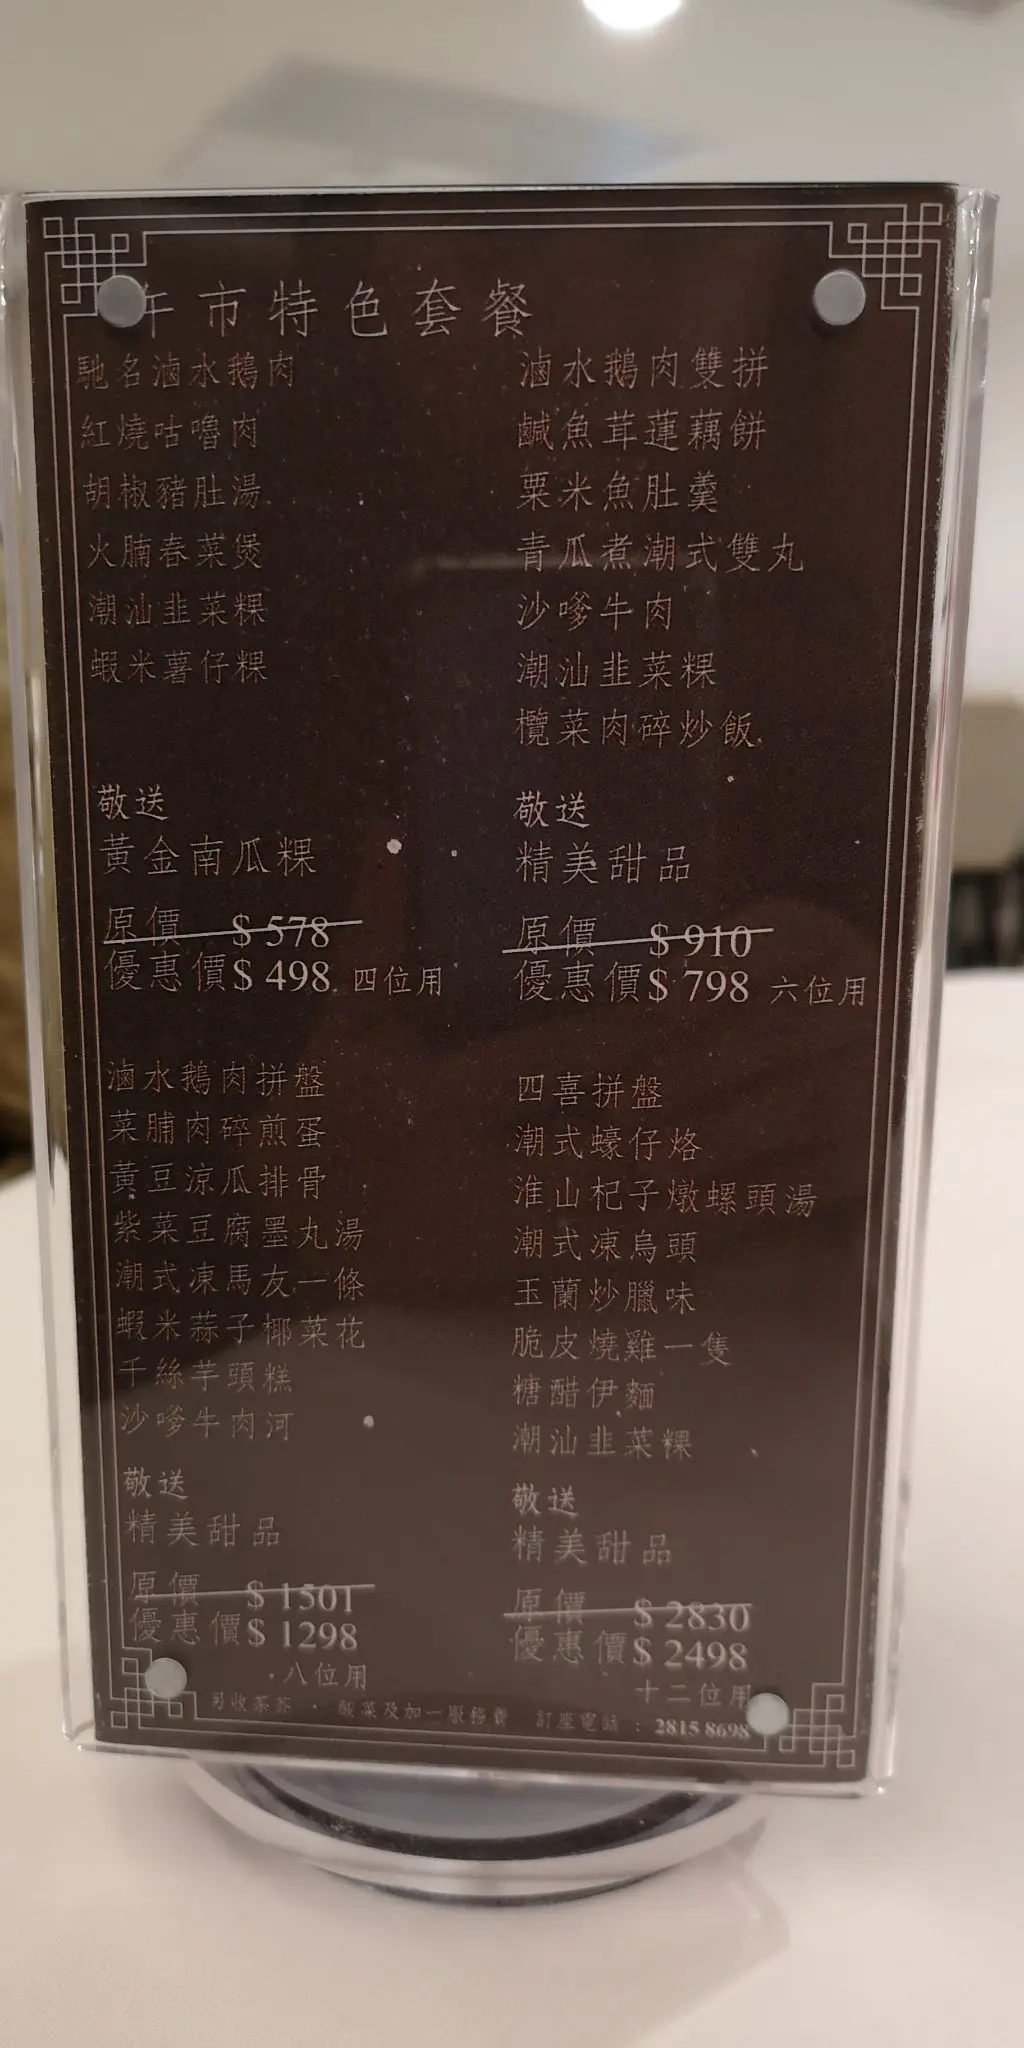 午市特色套餐
馳名滷水鵝肉
紅燒咕嚕肉
胡椒豬肚湯
火腩春菜煲
潮汕韭菜粿
蝦米薯仔粿
敬送
黃金南瓜粿
原價 $578
優惠價$498 四位用
滷水鵝肉雙拼
鹹魚茸蓮藕餅
粟米魚肚羹
青瓜煮潮式雙丸
沙嗲牛肉
潮汕韭菜粿
欖菜肉碎炒飯
敬送
精美甜品
原價 $910
優惠價$798 六位用
滷水鵝肉拼盤
菜脯肉碎煎蛋
黃豆涼瓜排骨
紫菜豆腐墨丸湯
潮式凍馬友一條
蝦米蒜子椰菜花
千絲芋頭糕
沙嗲牛肉河
敬送
精美甜品
原價 $1501
優惠價$1298
八位用
四喜拼盤
潮式蠔仔烙
淮山杞子燉螺頭湯
潮式凍烏頭
玉蘭炒臘味
脆皮燒雞一隻
糖醋伊麵
潮汕韭菜粿
敬送
精美甜品
原價 $2830
優惠價$2498
十二位用
另收茶芥 · 酸菜及加一服務費 訂座電話 : 2815 8698